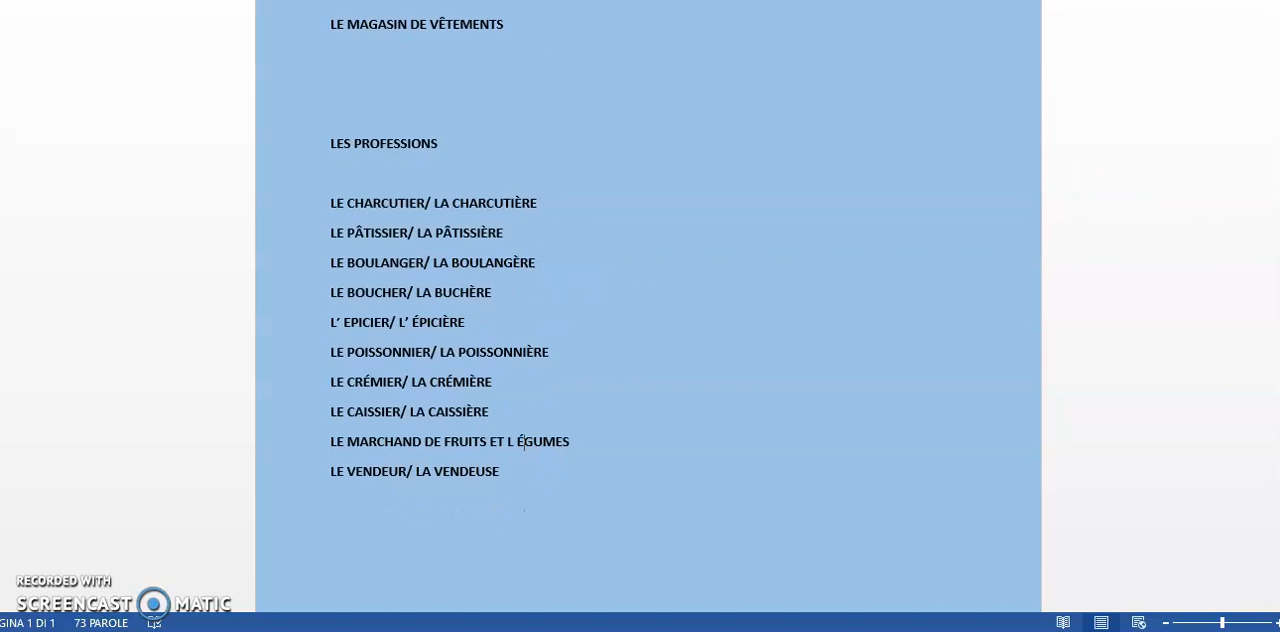 LE MAGASIN DE VÊTEMENTS
LES PROFESSIONS
LE CHARCUTIER/ LA CHARCUTIÈRE
LE PÂTISSIER/ LA PÂTISSIÈRE
LE BOULANGER/ LA BOULANGÈRE
LE BOUCHER/ LA BUCHÈRE
L’ EPICIER/ L’ ÉPICIÈRE
LE POISSONNIER/ LA POISSONNIÈRE
LE CRÉMIER/ LA CRÉMIÈRE
LE CAISSIER/ LA CAISSIÈRE
LE MARCHAND DE FRUITS ET L ÉGUMES
LE VENDEUR/ LA VENDEUSE
RECORDED WITH
SCREENCAST MATIC
GINA 1 DI 1 73 PAROLE